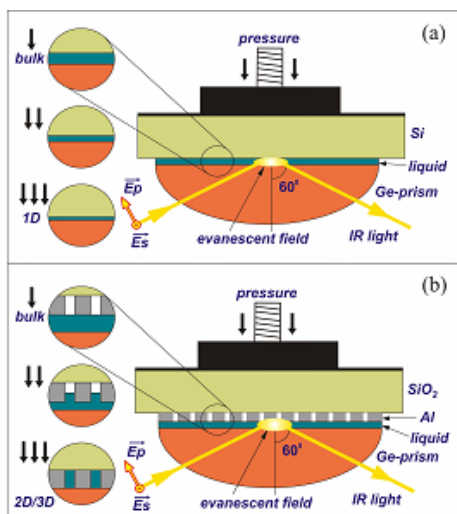 (a)
pressure
bulk
Si
liquid
Ge-prism
1D
Ep
Es
60°
evanescent field
IR light
(b)
pressure
bulk
SiO2
Al
liquid
Ge-prism
2D/3D
Ep
Es
60°
evanescent field
IR light